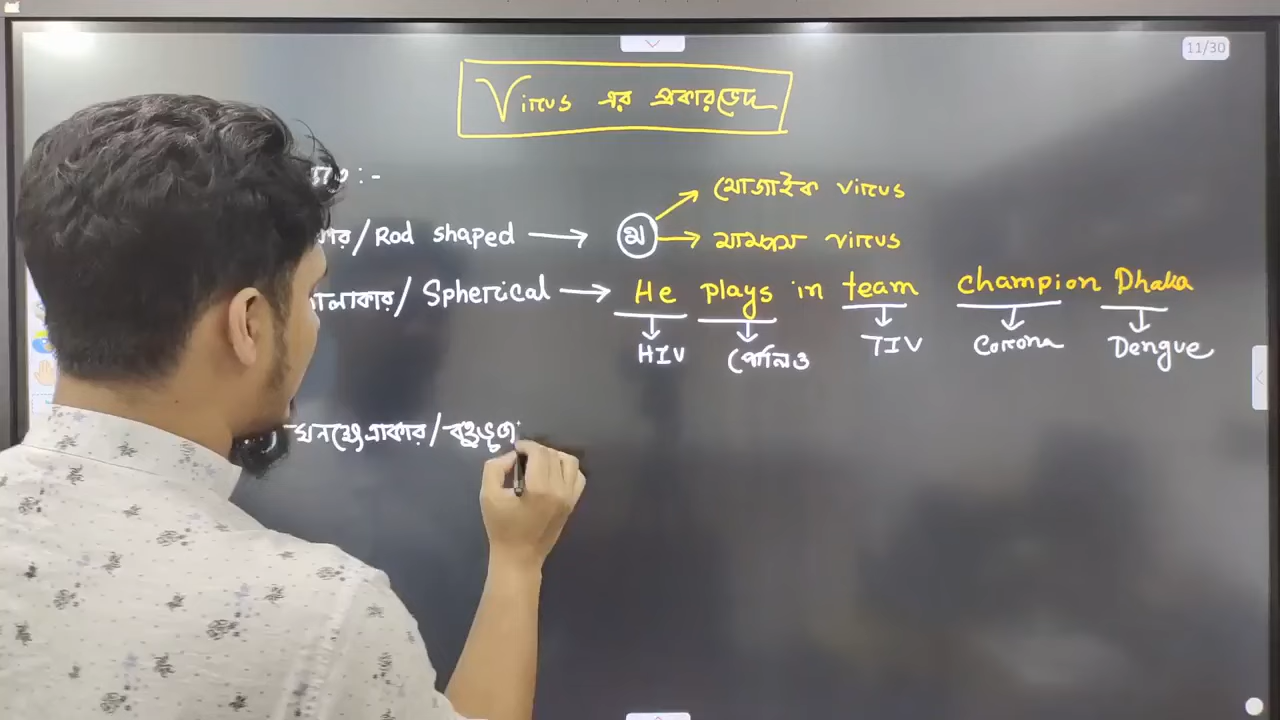 11/30
Virus এর প্রকারভেদ
মোজাইক virus
/Rod shaped → ম
মাম্পস virus
/ Spherical → He plays in team champion Dhaka
HIV পোলিও TIV Corona Dengue
ঘনক্ষেত্রাকার/বহুভুজ